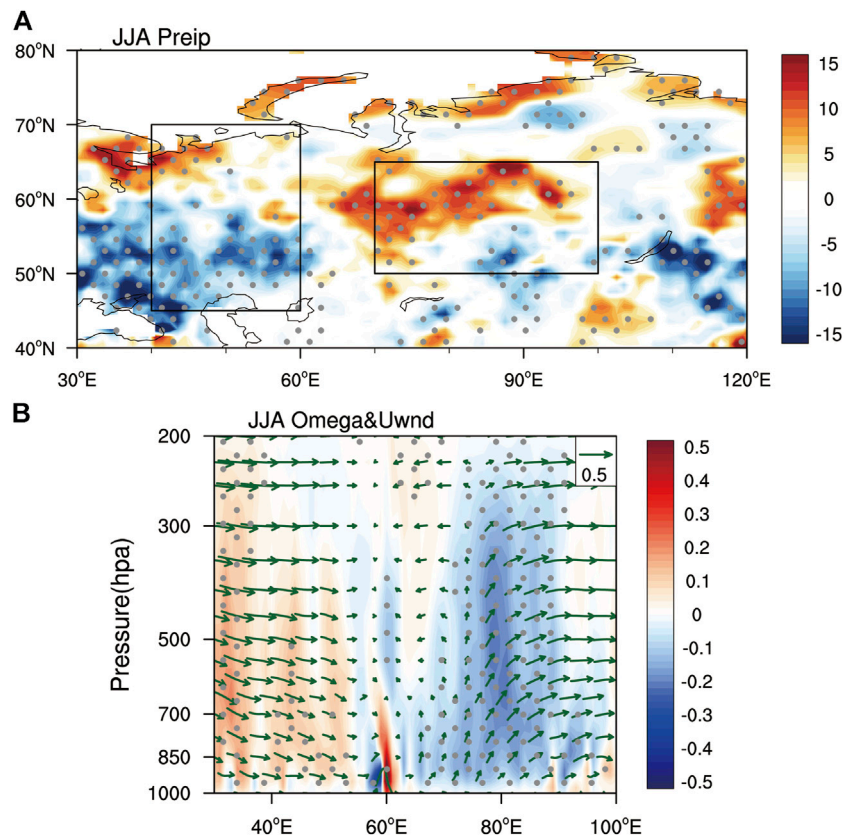 A
JJA Preip
80°N
70°N
60°N
50°N
40°N
30°E
60°E
90°E
120°E
15
10
5
0
-5
-10
-15
B
JJA Omega&Uwnd
200
300
500
700
850
1000
Pressure(hpa)
0.5
40°E
60°E
80°E
100°E
0.5
0.4
0.3
0.2
0.1
0
-0.1
-0.2
-0.3
-0.4
-0.5